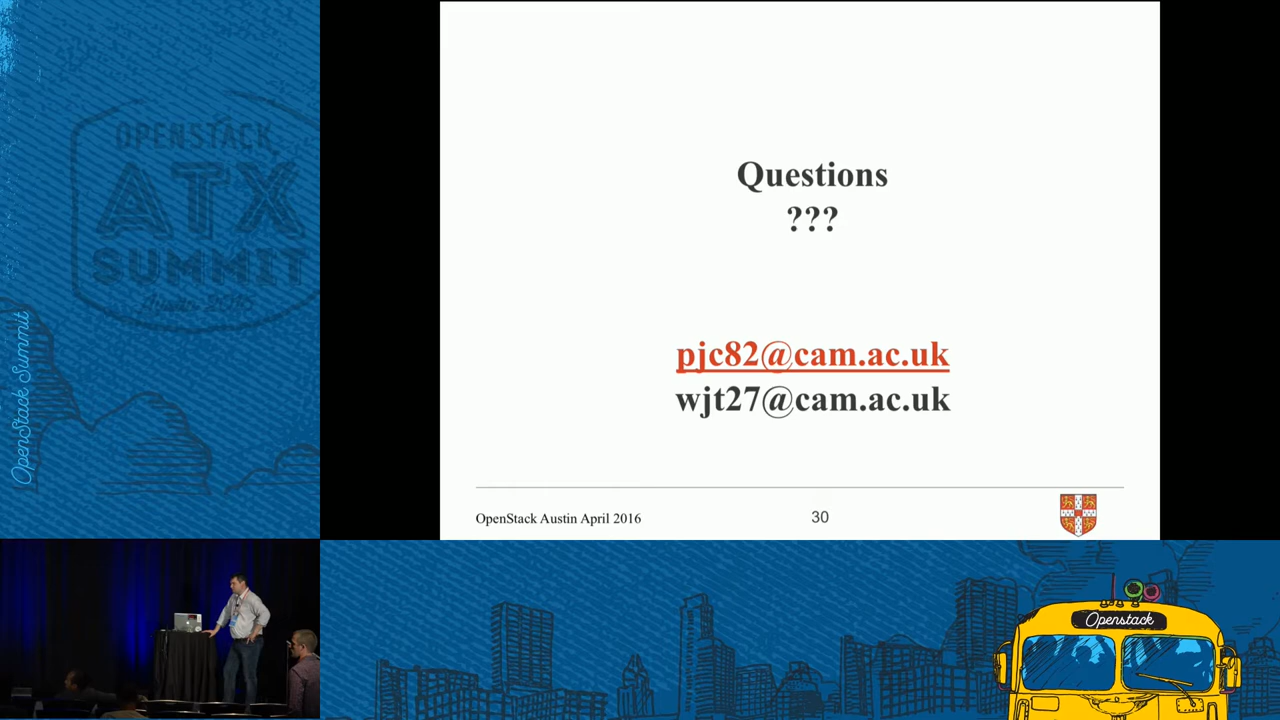 OPENSTACK
ATX
SUMMIT
Austin 2016
OpenStack Summit
Questions
???
pjc82@cam.ac.uk
wjt27@cam.ac.uk
OpenStack Austin April 2016
30
Openstack